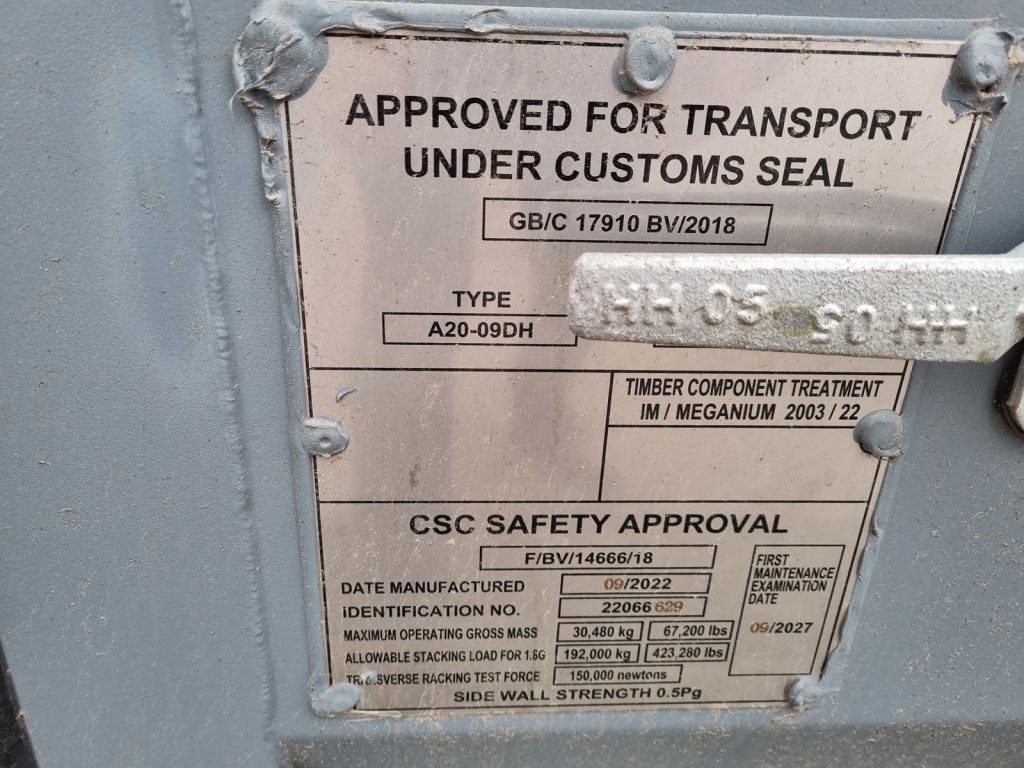 APPROVED FOR TRANSPORT
UNDER CUSTOMS SEAL
GB/C 17910 BV/2018
TYPE
A20-09DH
HH 05 50 HH
TIMBER COMPONENT TREATMENT
IM / MEGANIUM 2003 / 22
CSC SAFETY APPROVAL
F/BV/14666/18
DATE MANUFACTURED 09/2022
IDENTIFICATION NO. 22066 629
MAXIMUM OPERATING GROSS MASS 30,480 kg 67,200 lbs
ALLOWABLE STACKING LOAD FOR 1.8G 192,000 kg 423,280 lbs
TRANSVERSE RACKING TEST FORCE 150,000 newtons
SIDE WALL STRENGTH 0.5Pg
FIRST
MAINTENANCE
EXAMINATION
DATE
09/2027